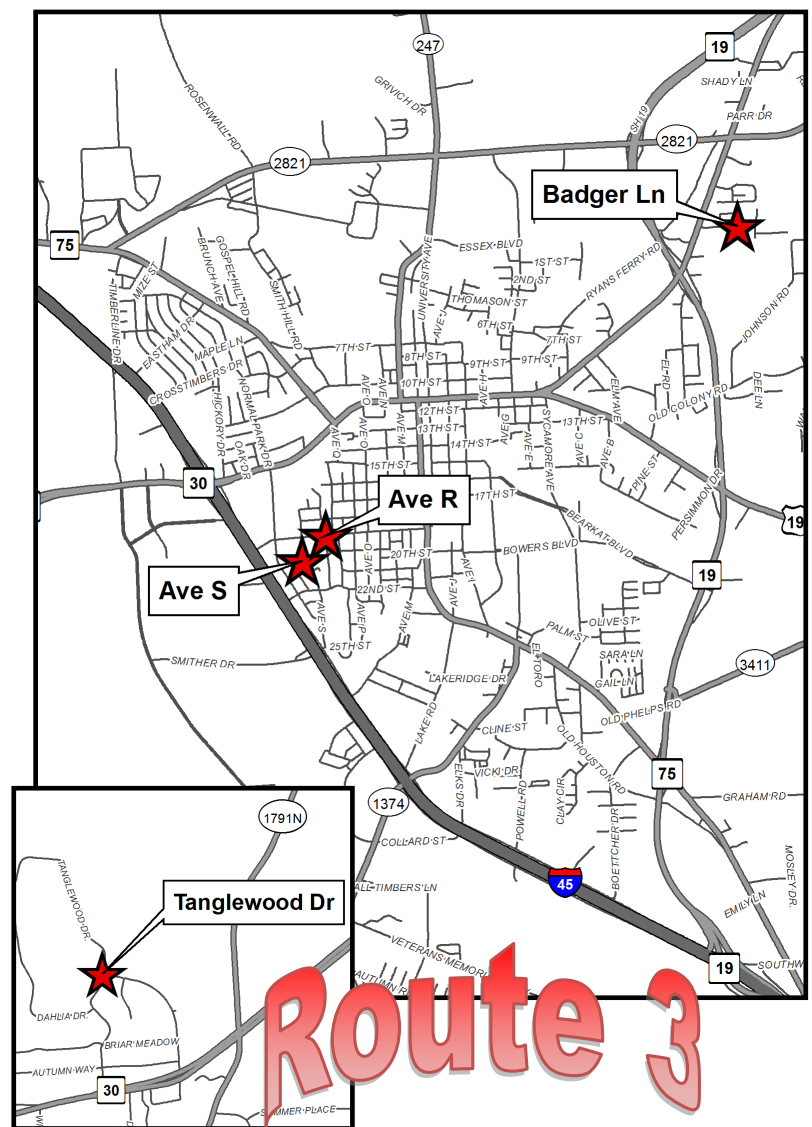 247
19
SHADY LN
GRIVICH DR
ROSENWALL RD
SH 19
PARR DR
2821
2821
Badger Ln
75
ESSEX BLVD
1ST ST
2ND ST
RYANS FERRY RD
UNIVERSITY AVE
GOSPEL HILL RD
BRUNCH AVE
MIZE ST
SMITH HILL RD
TIMBERLINE DR
THOMASON ST
AVE J
6TH ST
7TH ST
JOHNSON RD
EASTHAM DR
MAPLE LN
7TH ST
8TH ST
9TH ST
9TH ST
CROSSTIMBERS DR
10TH ST
AVE H
EL RD
DEE LN
AVE O
AVE N
NORMAL PARK DR
HICKORY DR
12TH ST
13TH ST
14TH ST
13TH ST
ELM AVE
OLD COLONY RD
AVE Q
AVE O
AVE M
AVE G
AVE E
SYCAMORE AVE
AVE C
AVE B
OAK DR
15TH ST
PINE ST
PERSIMMON DR
30
Ave R
17TH ST
BEARKAT BLVD
19
Ave S
AVE O
20TH ST
BOWERS BLVD
AVE I
19
22ND ST
AVE S
AVE P
AVE M
AVE J
25TH ST
PALM ST
OLIVE ST
SMITHER DR
EL TORO
SARA LN
3411
LAKERIDGE DR
GAIL LN
LAKE RD
OLD PHELPS RD
CLINE ST
OLD HOUSTON RD
ELKS DR
VICKI DR
75
POWELL RD
CLAY CIR
GRAHAM RD
1374
BOETTCHER DR
1791N
COLLARD ST
MOSLEY DR
45
TANGLEWOOD DR
ALL TIMBERS LN
Tanglewood Dr
EMILY LN
VETERANS MEMORI
19
SOUTHW
AUTUMN R
DAHLIA DR
BRIAR MEADOW
AUTUMN WAY
30
Route 3